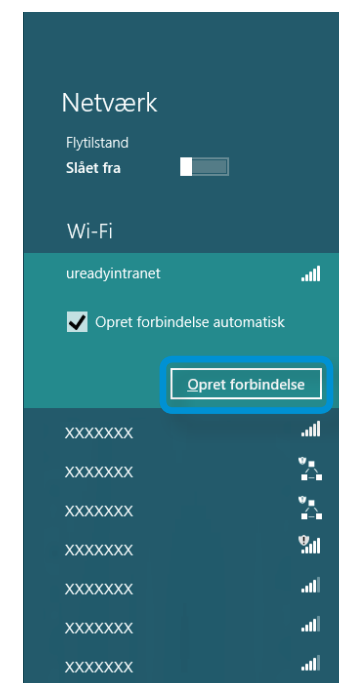 Netværk
Flytilstand
Slået fra
Wi-Fi
ureadyintranet
Opret forbindelse automatisk
Opret forbindelse
XXXXXXX
XXXXXXX
XXXXXXX
XXXXXXX
XXXXXXX
XXXXXXX
XXXXXXX